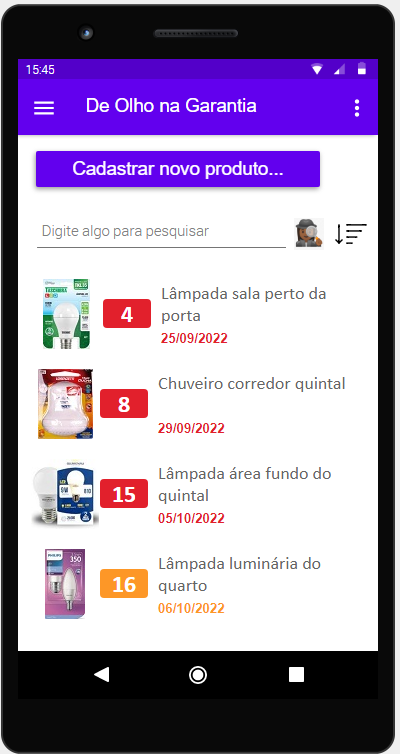 15:45
De Olho na Garantia
Cadastrar novo produto...
Digite algo para pesquisar
4
Lâmpada sala perto da
porta
25/09/2022
8
Chuveiro corredor quintal
29/09/2022
15
Lâmpada área fundo do
quintal
05/10/2022
16
Lâmpada luminária do
quarto
06/10/2022
PHILIPS
350